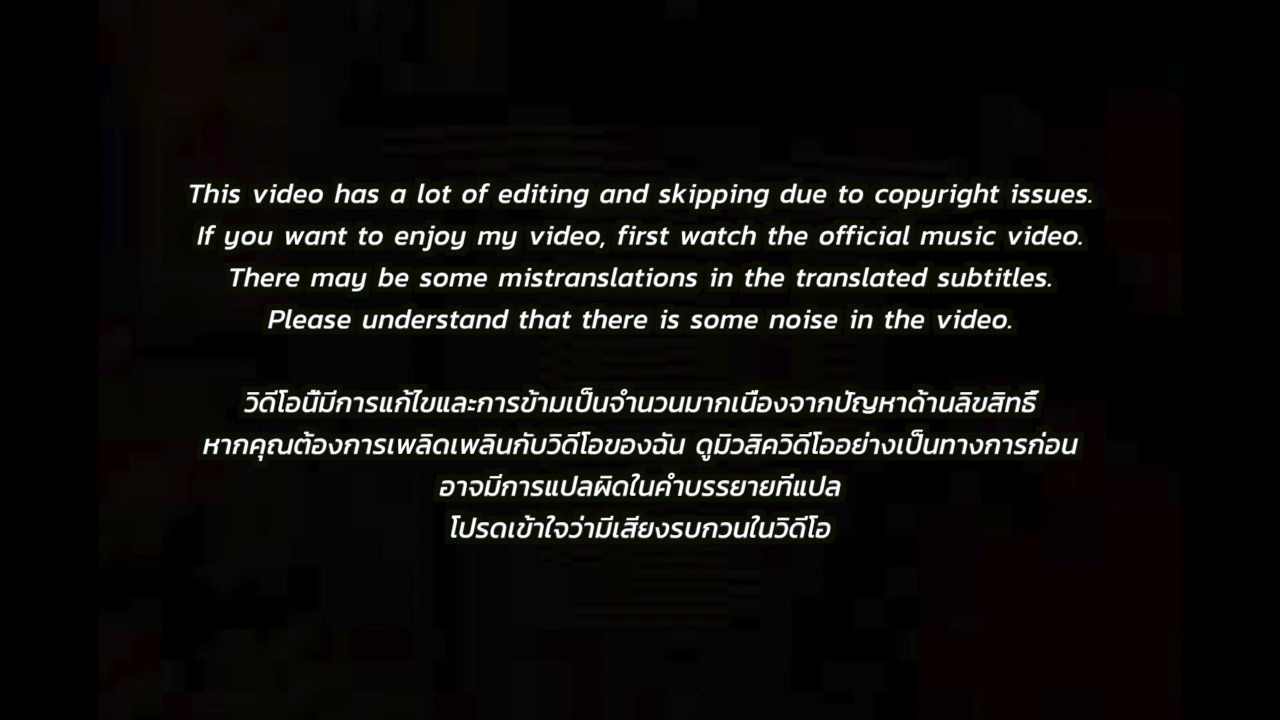 This video has a lot of editing and skipping due to copyright issues.
If you want to enjoy my video, first watch the official music video.
There may be some mistranslations in the translated subtitles.
Please understand that there is some noise in the video.
วิดีโอนี้มีการแก้ไขและการข้ามเป็นจำนวนมากเนื่องจากปัญหาด้านลิขสิทธิ์
หากคุณต้องการเพลิดเพลินกับวิดีโอของฉัน ดูมิวสิควิดีโออย่างเป็นทางการก่อน
อาจมีการแปลผิดในคำบรรยายที่แปล
โปรดเข้าใจว่ามีเสียงรบกวนในวิดีโอ